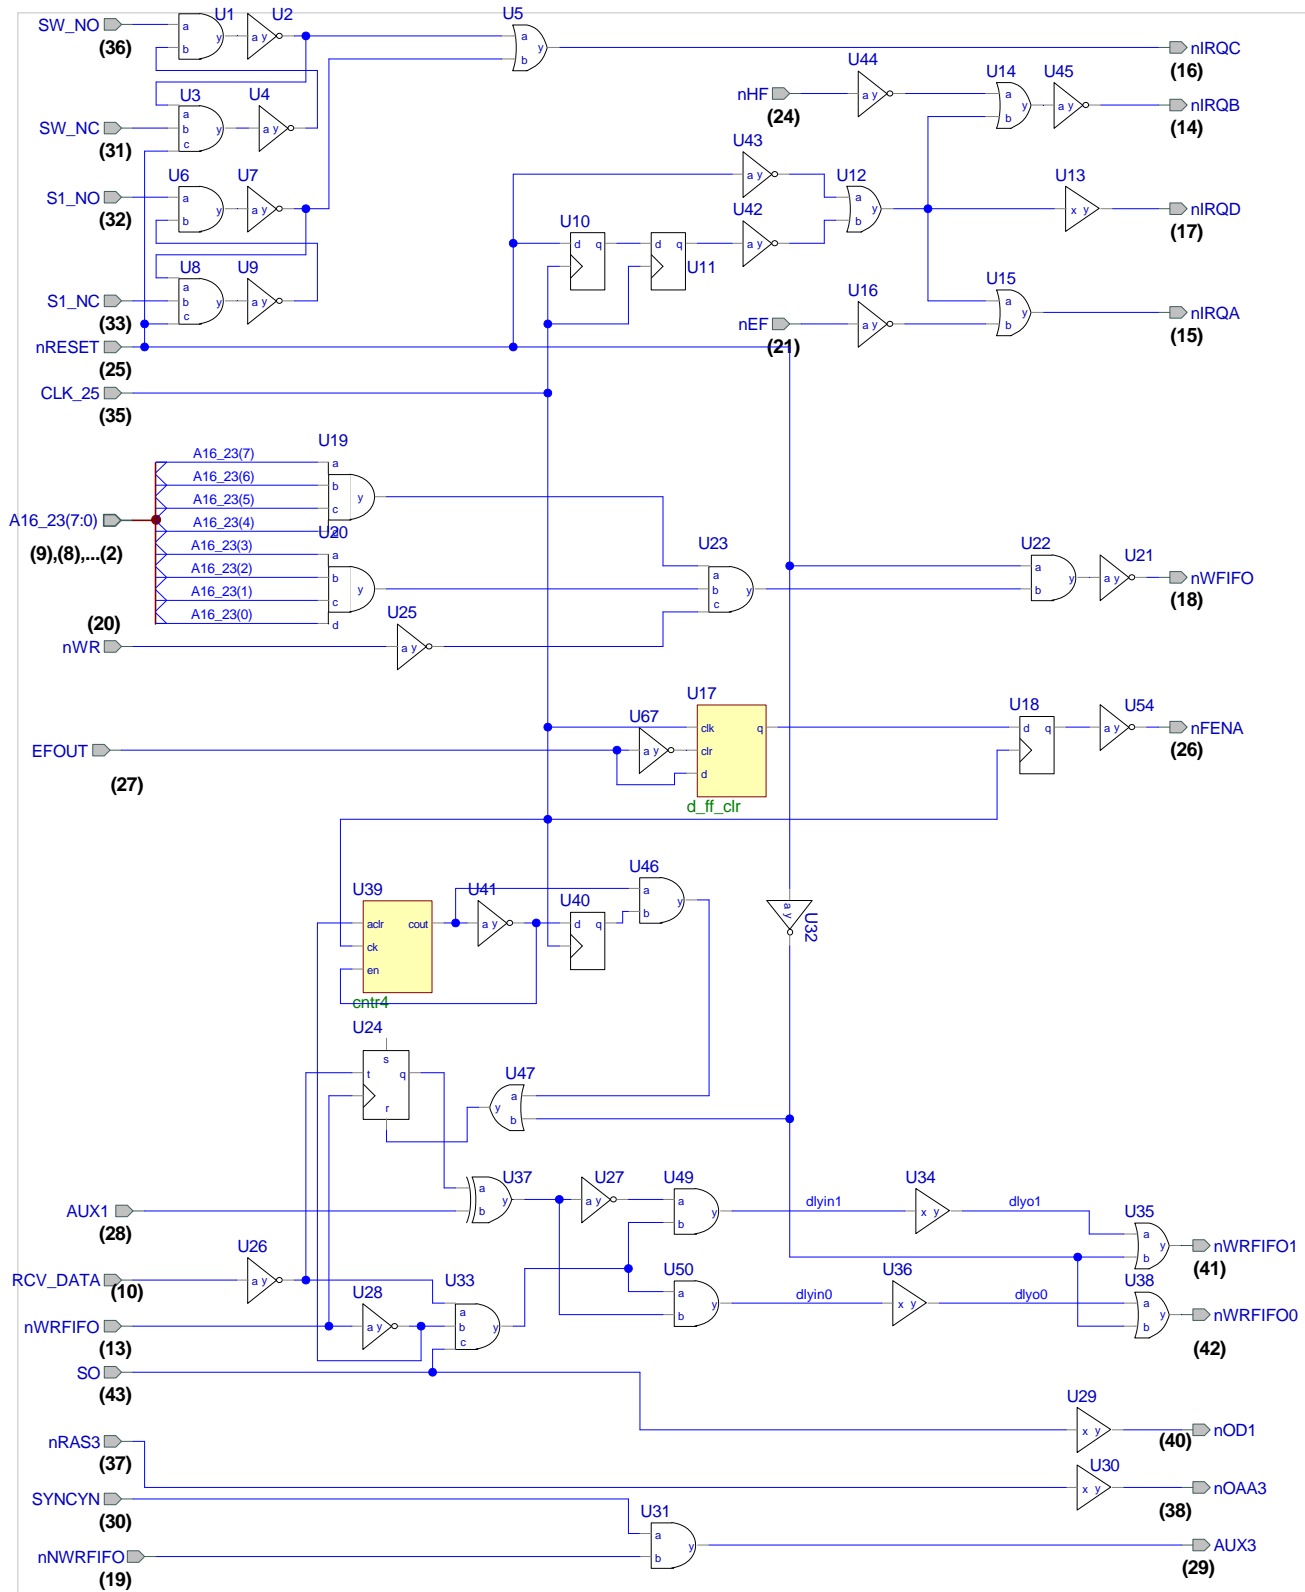 SW_NO
(36)
U1
a
b
y
U2
a y
U5
a
b
y
nIRQC
(16)
U3
a
b
c
y
U4
a y
SW_NC
(31)
nHF
(24)
U44
a y
U14
a
b
y
U45
a y
nIRQB
(14)
S1_NO
(32)
U6
a
b
y
U7
a y
U43
a y
U12
a
b
y
U13
x y
nIRQD
(17)
U10
d q
U11
d q
U42
a y
S1_NC
(33)
U8
a
b
c
y
U9
a y
nEF
(21)
U16
a y
U15
a
b
y
nIRQA
(15)
nRESET
(25)
CLK_25
(35)
A16_23(7:0)
(9),(8),...(2)
A16_23(7)
A16_23(6)
A16_23(5)
A16_23(4)
A16_23(3)
A16_23(2)
A16_23(1)
A16_23(0)
U19
a
b
c
y
U20
a
b
c
d
y
(20)
nWR
U25
a y
U23
a
b
c
y
U22
a
b
y
U21
a y
nWFIFO
(18)
EFOUT
(27)
U67
a y
U17
clk
clr
d
q
d_ff_clr
U18
d q
U54
a y
nFENA
(26)
U39
aclr
ck
en
cout
cntr4
U41
a y
U40
d q
U46
a
b
y
U32
a y
U24
s
t
q
r
U47
a
b
y
AUX1
(28)
U37
a
b
U27
a y
U49
a
b
y
dlyin1
U34
x y
dlyo1
U35
a
b
y
nWRFIFO1
(41)
RCV_DATA
(10)
U26
a y
U33
a
b
c
y
U50
a
b
y
dlyin0
U36
x y
dlyo0
U38
a
b
y
nWRFIFO0
(42)
nWRFIFO
(13)
U28
a y
SO
(43)
U29
x y
nOD1
(40)
nRAS3
(37)
U30
x y
nOAA3
(38)
SYNCYN
(30)
U31
a
b
y
AUX3
(29)
nNWRFIFO
(19)